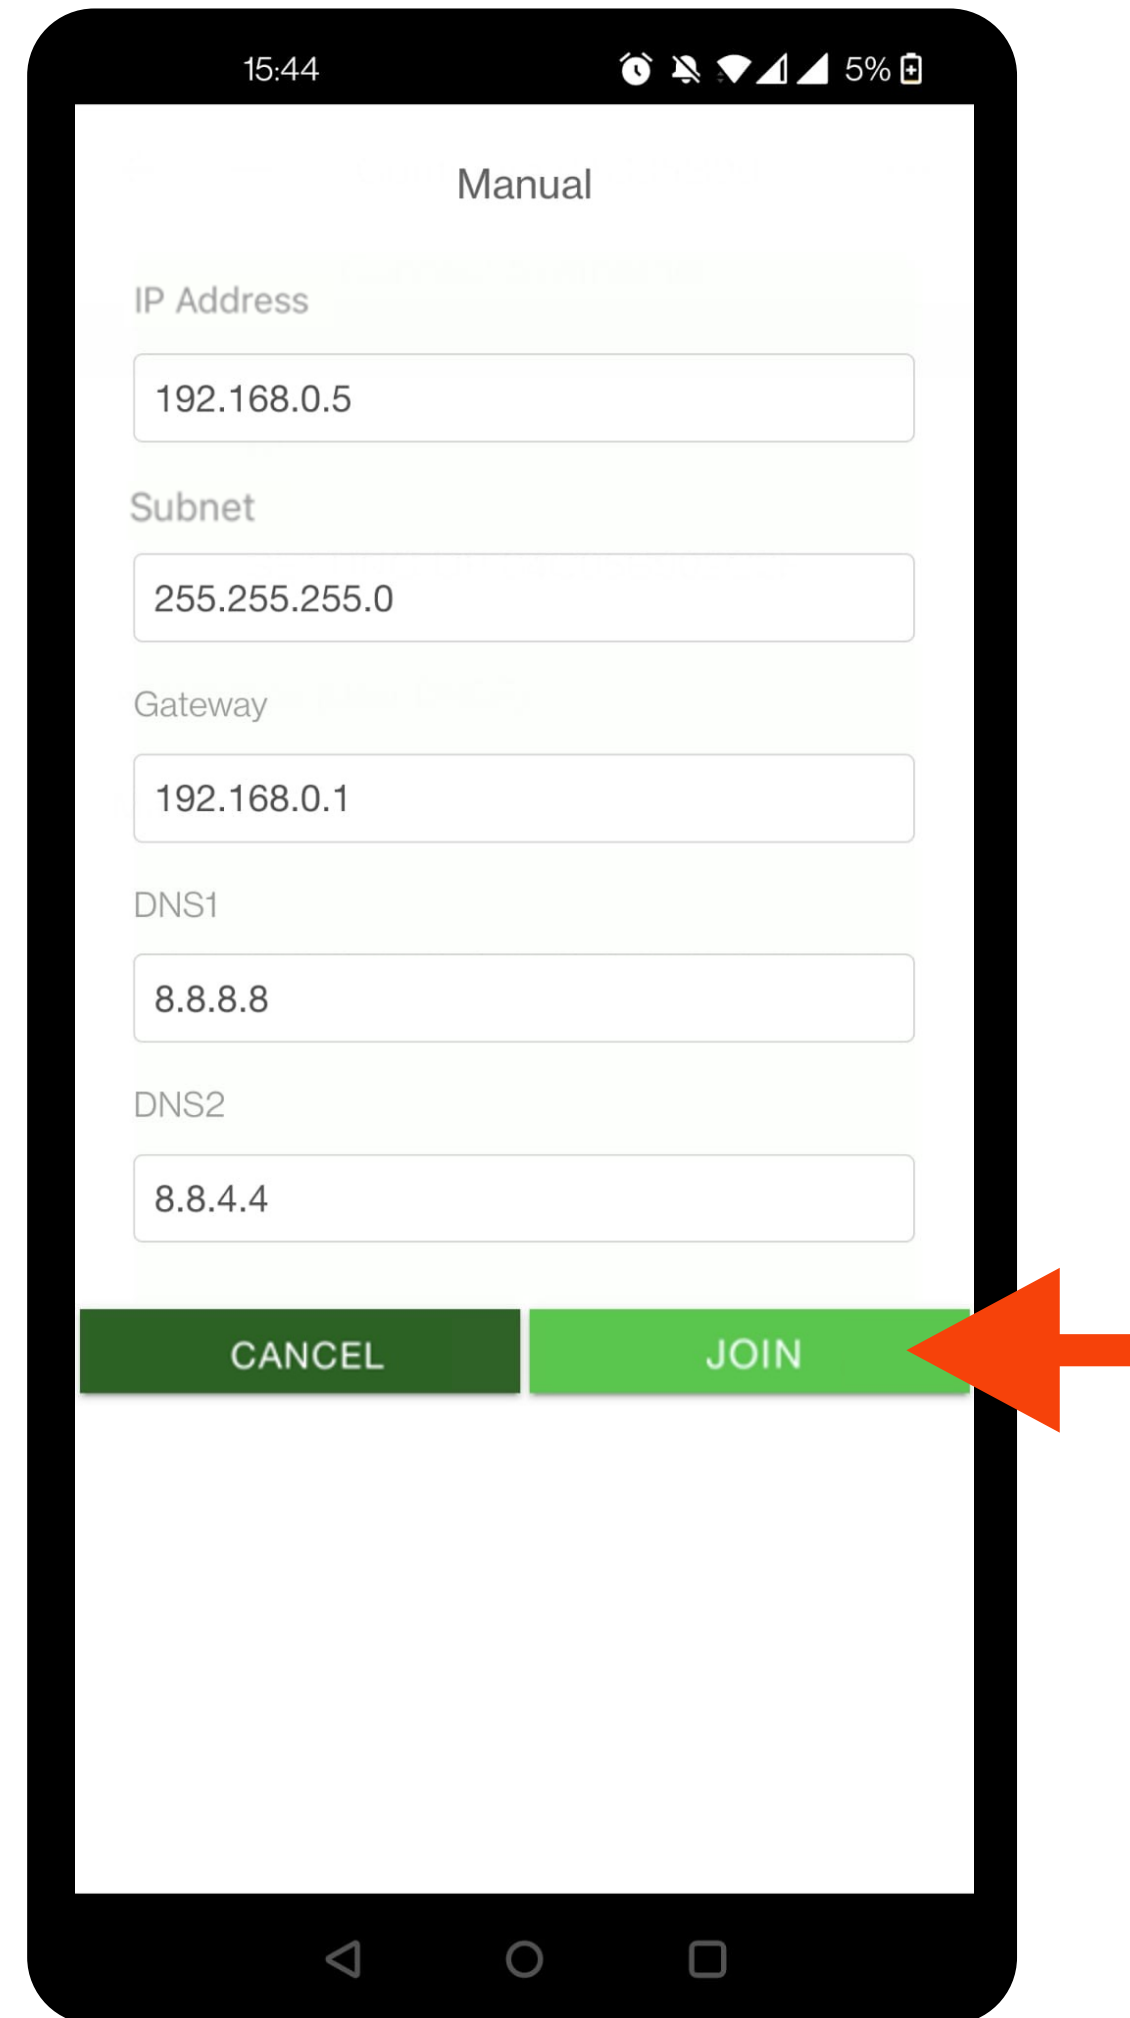 15:44 5%
Manual
IP Address
192.168.0.5
Subnet
255.255.255.0
Gateway
192.168.0.1
DNS1
8.8.8.8
DNS2
8.8.4.4
CANCEL JOIN